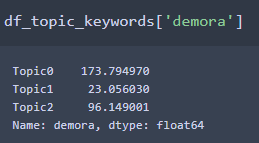 df_topic_keywords['demora']
Topic0    173.794970
Topic1     23.056030
Topic2     96.149001
Name: demora, dtype: float64